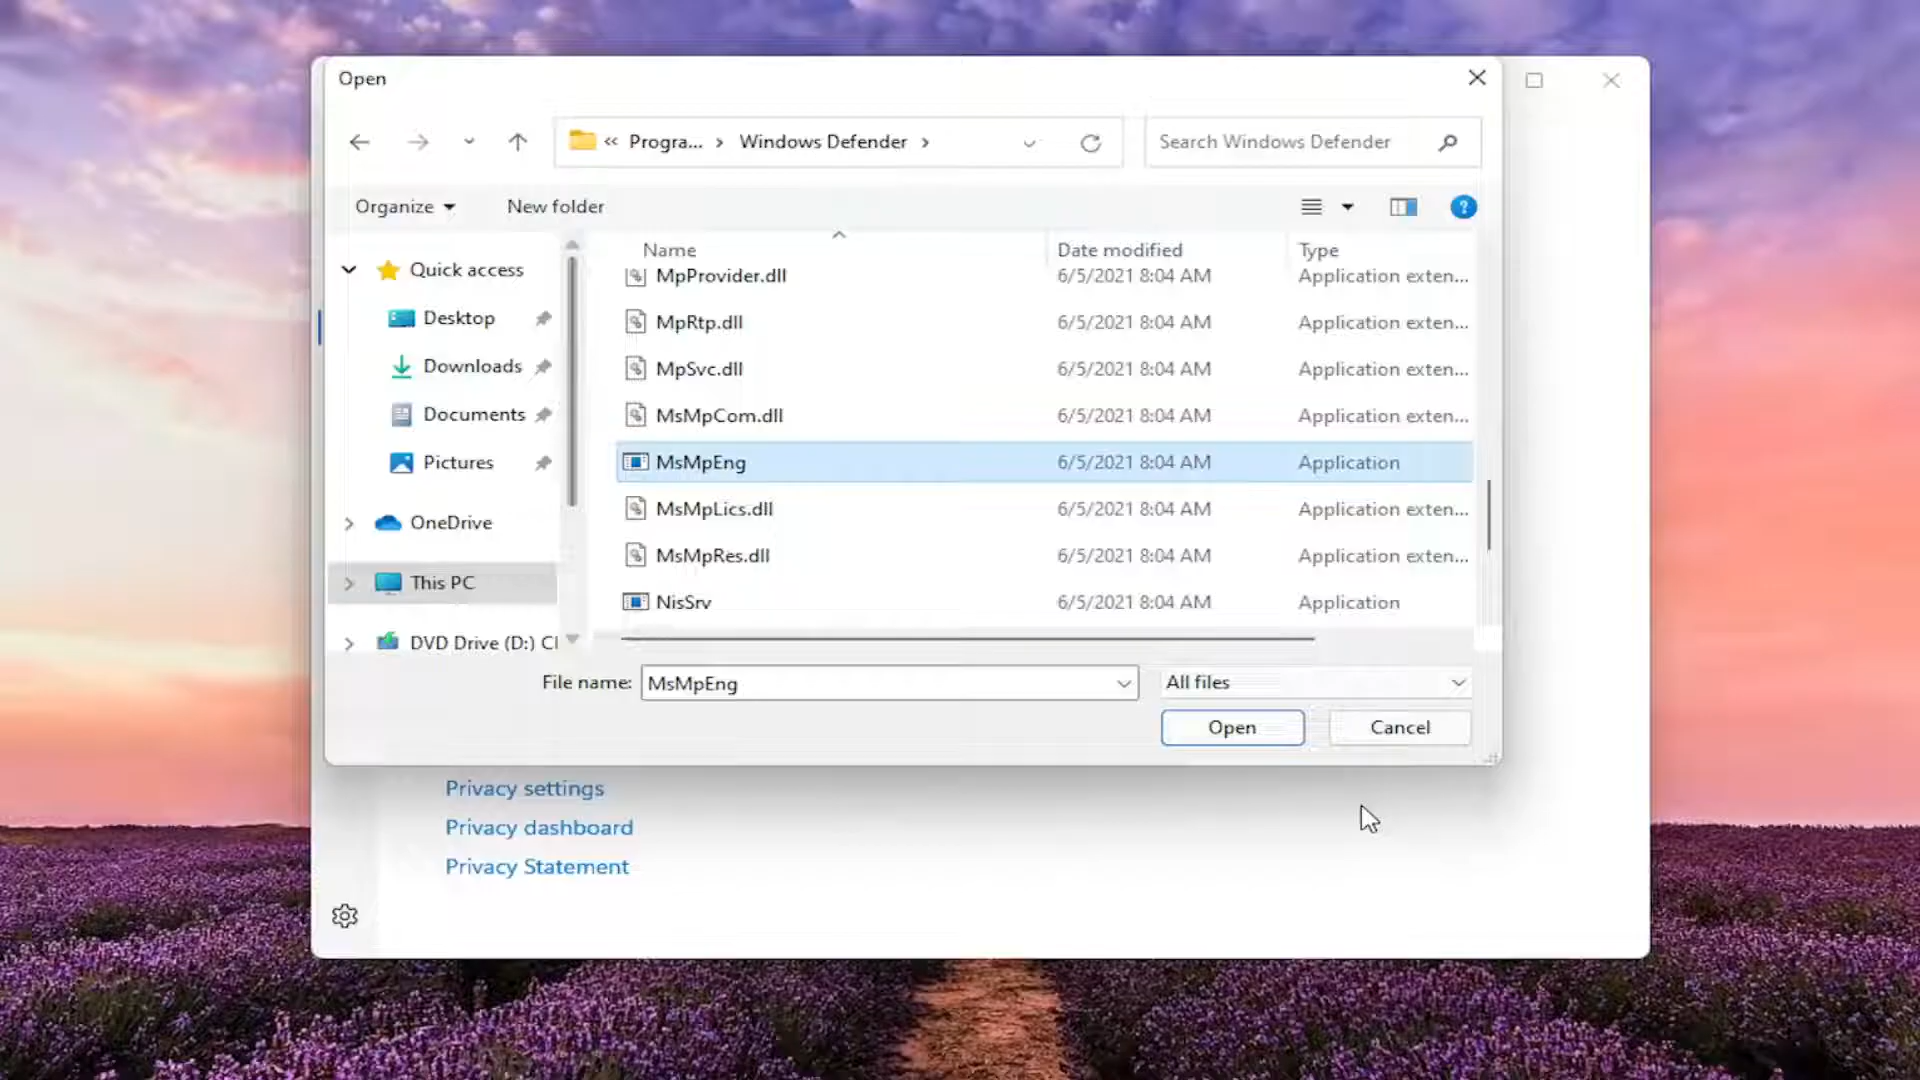 Open
« Progra... › Windows Defender ›
Search Windows Defender
Organize
New folder
Name
Date modified
Type
Quick access
Desktop
Downloads
Documents
Pictures
OneDrive
This PC
DVD Drive (D:) C
MpProvider.dll 6/5/2021 8:04 AM Application exten...
MpRtp.dll 6/5/2021 8:04 AM Application exten...
MpSvc.dll 6/5/2021 8:04 AM Application exten...
MsMpCom.dll 6/5/2021 8:04 AM Application exten...
MsMpEng 6/5/2021 8:04 AM Application
MsMpLics.dll 6/5/2021 8:04 AM Application exten...
MsMpRes.dll 6/5/2021 8:04 AM Application exten...
NisSrv 6/5/2021 8:04 AM Application
File name: MsMpEng
All files
Open
Cancel
Privacy settings
Privacy dashboard
Privacy Statement